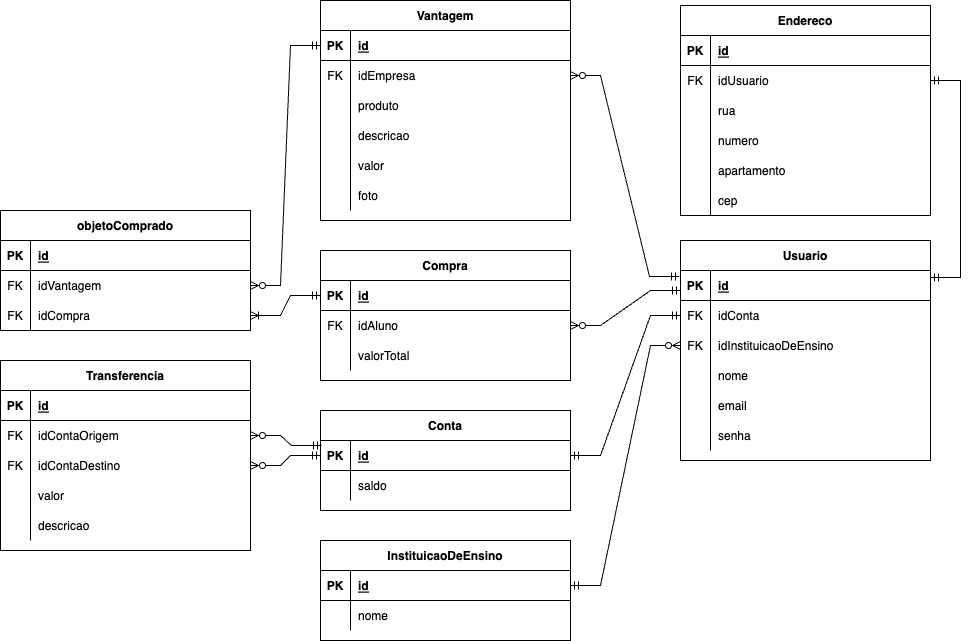 Vantagem
PK id
FK idEmpresa
produto
descricao
valor
foto
Endereco
PK id
FK idUsuario
rua
numero
apartamento
cep
objetoComprado
PK id
FK idVantagem
FK idCompra
Compra
PK id
FK idAluno
valorTotal
Usuario
PK id
FK idConta
FK idInstituicaoDeEnsino
nome
email
senha
Transferencia
PK id
FK idContaOrigem
FK idContaDestino
valor
descricao
Conta
PK id
saldo
InstituicaoDeEnsino
PK id
nome